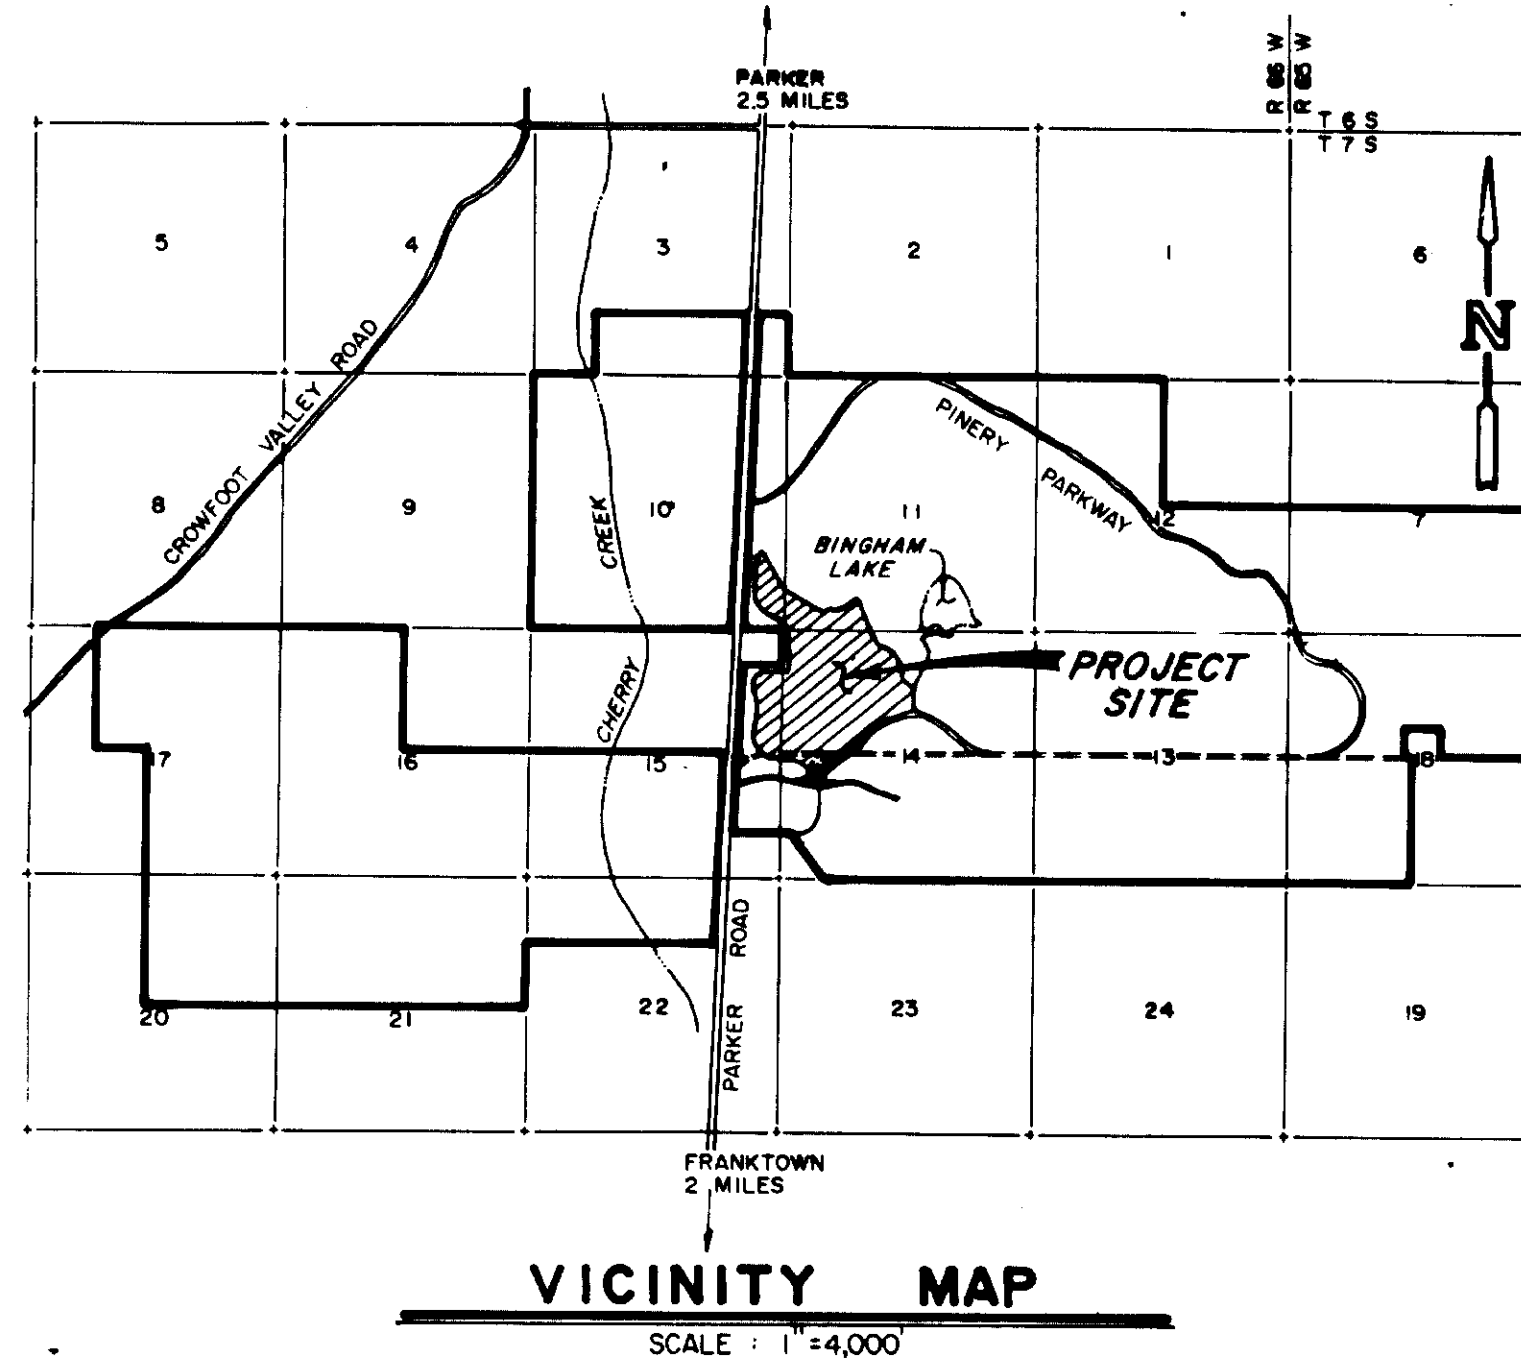 PARKER
2.5 MILES
R 66 W
R 65 W
T 6 S
T 7 S
5
4
3
2
1
6
N
CROWFOOT VALLEY ROAD
PINERY PARKWAY
8
9
CREEK
10
11
12
7
BINGHAM
LAKE
PROJECT
SITE
CHERRY
17
16
15
14
13
18
PARKER ROAD
20
21
22
23
24
19
FRANKTOWN
2 MILES
VICINITY MAP
SCALE : 1"=4,000'